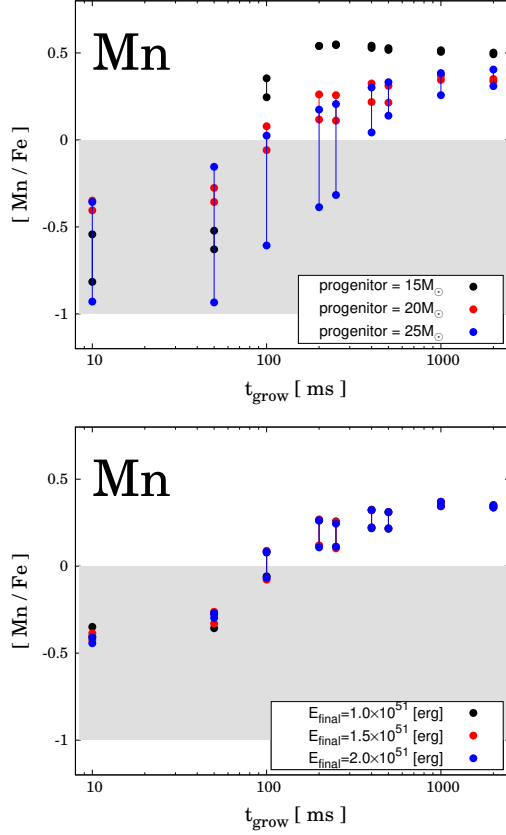 Mn
[ Mn / Fe ]
0.5
0
-0.5
-1
progenitor = 15M☉
progenitor = 20M☉
progenitor = 25M☉
10
100
1000
t_grow [ ms ]
Mn
[ Mn / Fe ]
0.5
0
-0.5
-1
E_final=1.0×10^51 [erg]
E_final=1.5×10^51 [erg]
E_final=2.0×10^51 [erg]
10
100
1000
t_grow [ ms ]